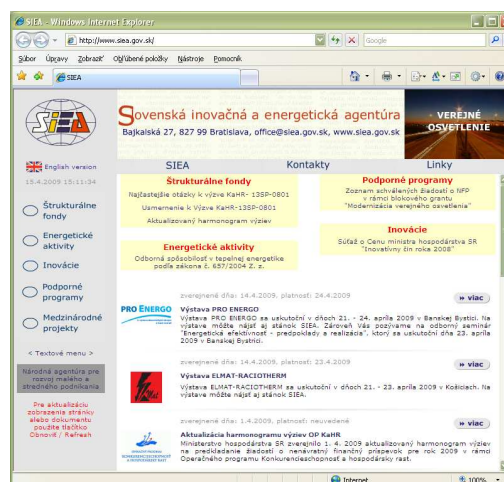 SIEA - Windows Internet Explorer
http://www.siea.gov.sk/
Google
Súbor Úpravy Zobraziť Obľúbené položky Nástroje Pomocník
SIEA
SIEA
Sovenská inovačná a energetická agentúra
Bajkalská 27, 827 99 Bratislava, office@siea.gov.sk, www.siea.gov.sk
VEREJNÉ
OSVETLENIE
English version
15.4.2009 15:11:34
Štrukturálne
fondy
Energetické
aktivity
Inovácie
Podporné
programy
Medzinárodné
projekty
< Textové menu >
Národná agentúra pre
rozvoj malého a
stredného podnikania
Pre aktualizáciu
zobrazenia stránky
alebo dokumentu
použite tlačítko
Obnoviť / Refresh
SIEA Kontakty Linky
Štrukturálne fondy
Najčastejšie otázky k výzve KaHR- 13SP-0801
Usmernenie k Výzve KaHR-13SP-0801
Aktualizovaný harmonogram výziev
Energetické aktivity
Odborná spôsobilosť v tepelnej energetike
podľa zákona č. 657/2004 Z. z.
Podporné programy
Zoznam schválených žiadostí o NFP
v rámci blokového grantu
"Modernizácia verejného osvetlenia"
Inovácie
Súťaž o Cenu ministra hospodárstva SR
"Inovatívny čin roka 2008"
zverejnené dňa: 14.4.2009, platnosť: 24.4.2009
» viac
PRO ENERGO
Výstava PRO ENERGO
Výstava PRO ENERGO sa uskutoční v dňoch 21. - 24. apríla 2009 v Banskej Bystici. Na
výstave môžte nájsť aj stánok SIEA. Zároveň Vás pozývame na odborný seminár
"Energetická efektívnosť - predpoklady a realizácia", ktorý sa uskutoční dňa 23. apríla
2009 v Banskej Bystrici.
zverejnené dňa: 14.4.2009, platnosť: 23.4.2009
» viac
Výstava ELMAT-RACIOTHERM
Výstava ELMAT-RACIOTHERM sa uskutoční v dňoch 21. - 23. apríla 2009 v Košiciach. Na
výstave môžte nájsť aj stánok SIEA.
zverejnené dňa: 1.4.2009, platnosť: neuvedené
» viac
Aktualizácia harmonogramu výziev OP KaHR
Ministerstvo hospodárstva SR zverejnilo 1. 4. 2009 aktualizovaný harmonogram výziev
na predkladanie žiadostí o nenávratný finančný príspevok pre rok 2009 v rámci
Operačného programu Konkurencieschopnosť a hospodársky rast.
Internet 100%